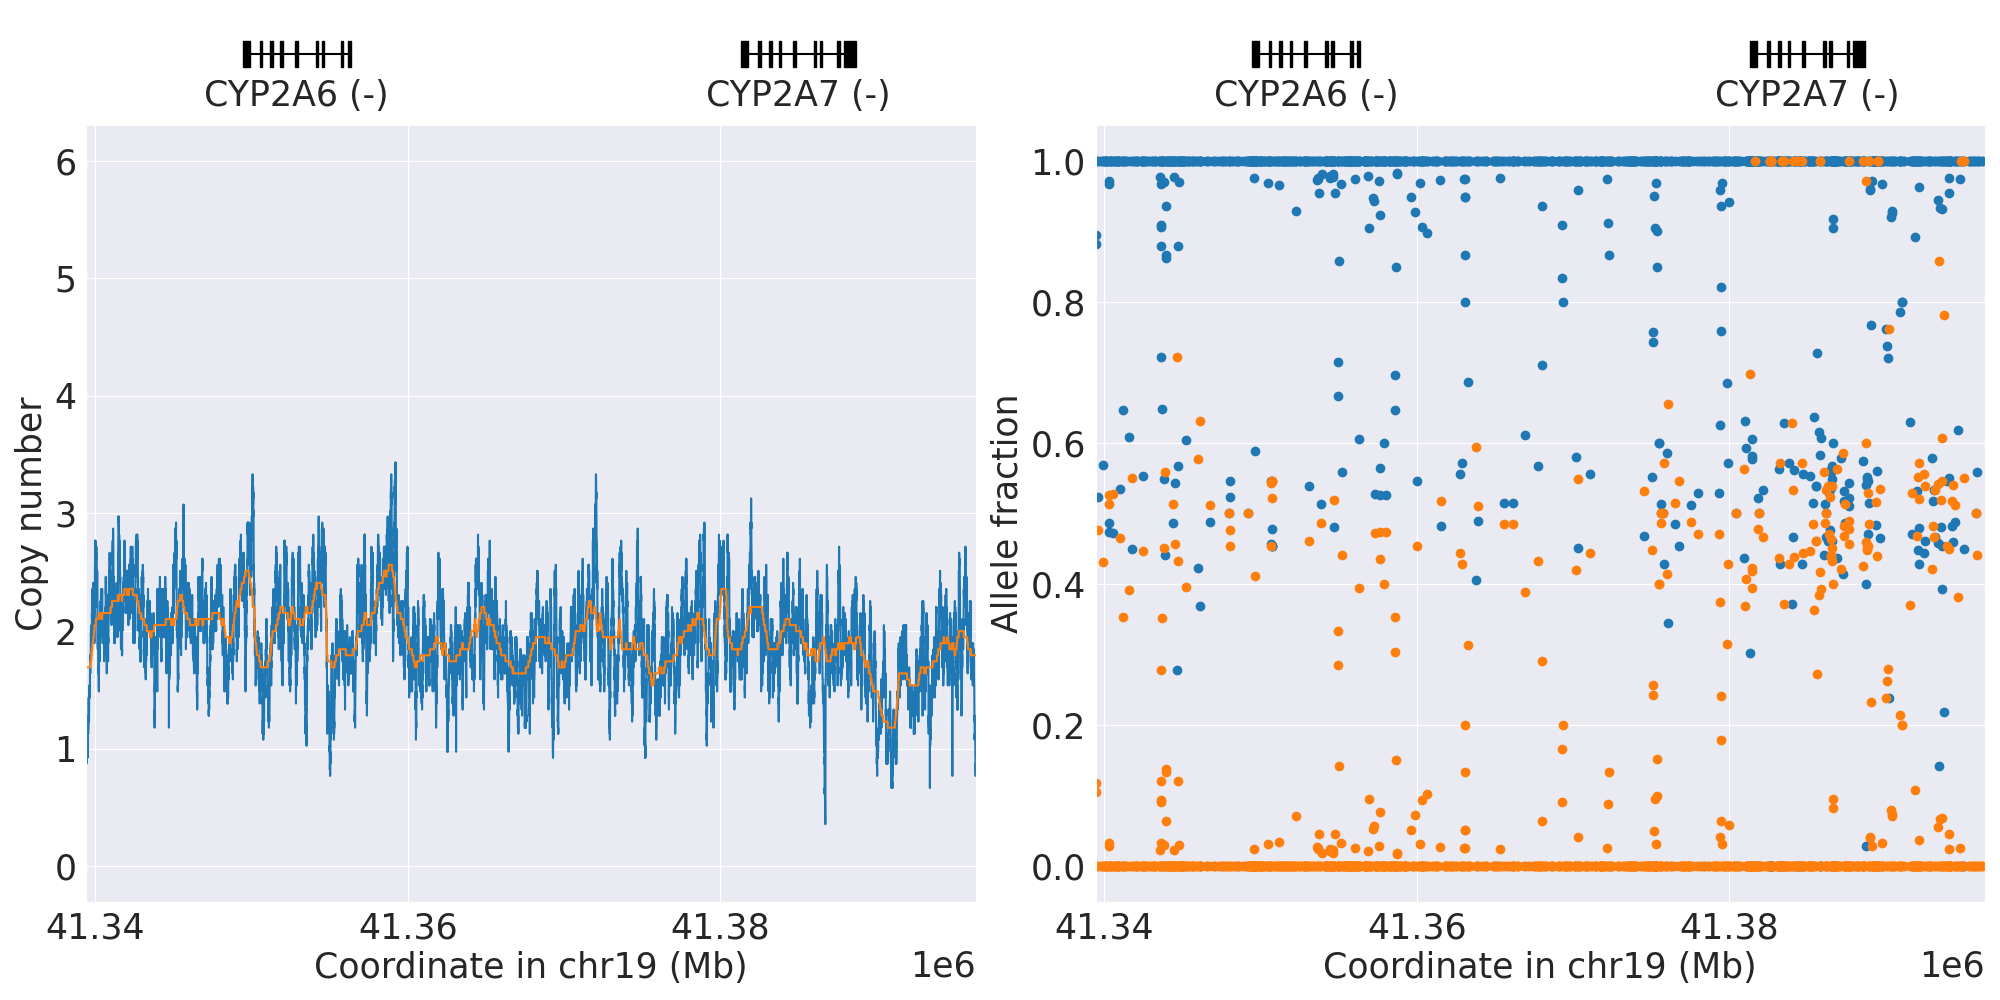 CYP2A6 (-)
CYP2A7 (-)
6
5
4
3
2
1
0
Copy number
41.34
41.36
41.38
Coordinate in chr19 (Mb)
1e6
CYP2A6 (-)
CYP2A7 (-)
1.0
0.8
0.6
0.4
0.2
0.0
Allele fraction
41.34
41.36
41.38
Coordinate in chr19 (Mb)
1e6